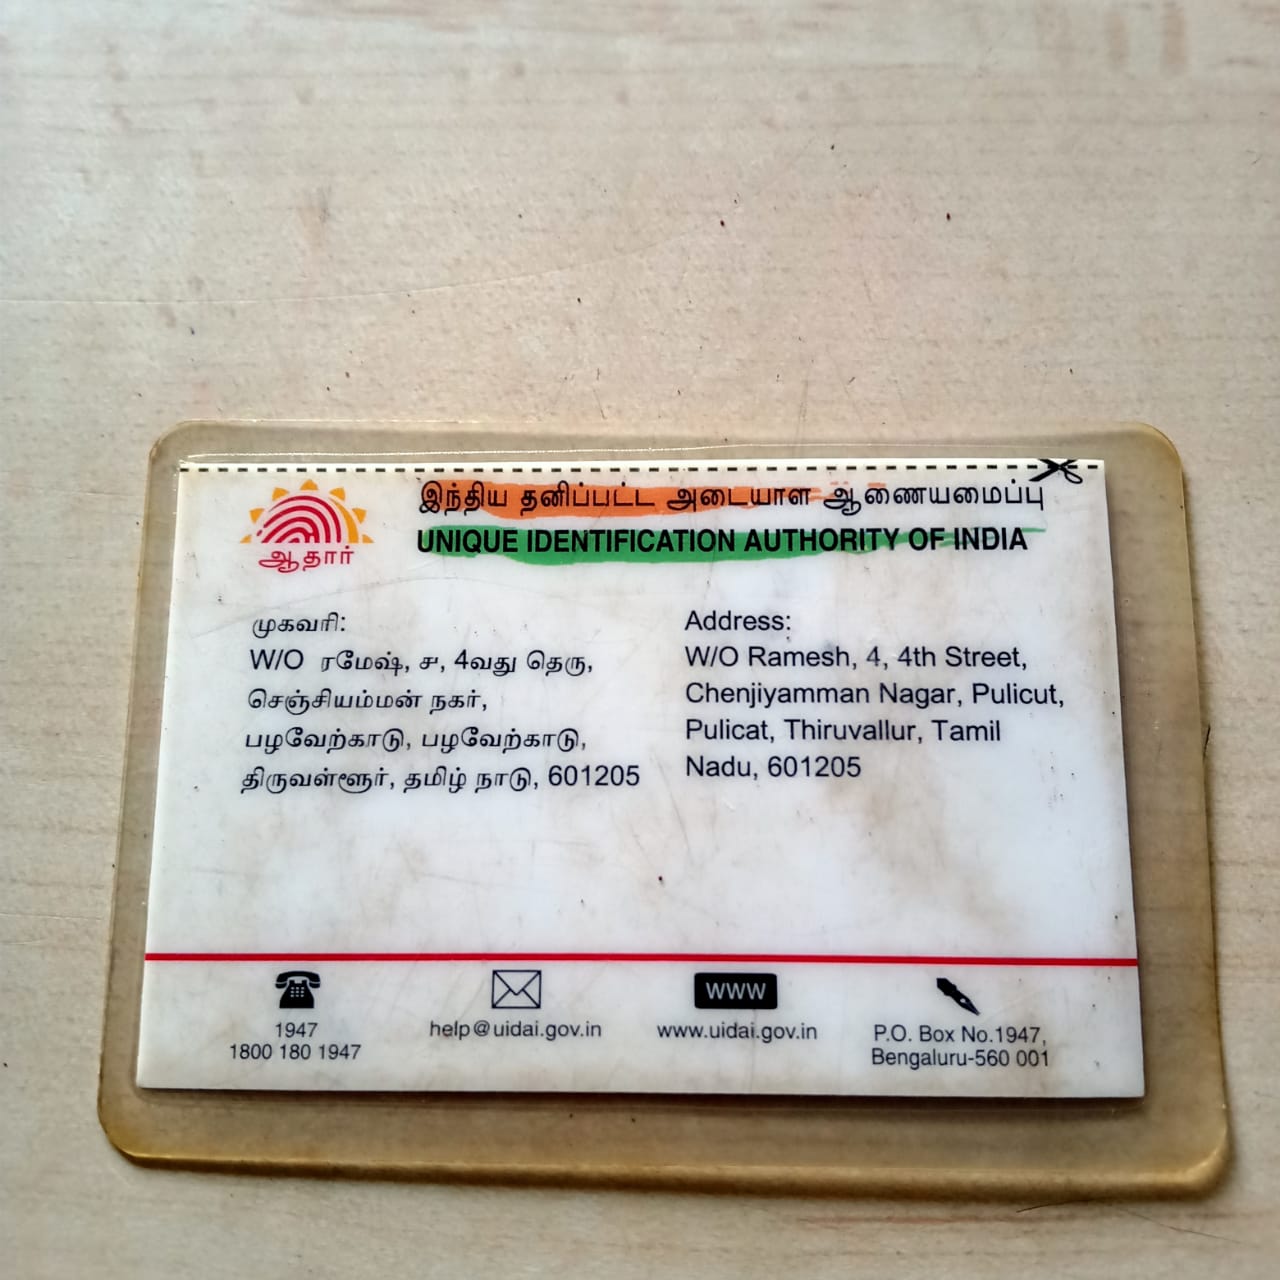 இந்திய தனிப்பட்ட அடையாள ஆணையமைப்பு
UNIQUE IDENTIFICATION AUTHORITY OF INDIA
ஆதார்
முகவரி:
W/O ரமேஷ், ச, 4வது தெரு,
செஞ்சியம்மன் நகர்,
பழவேற்காடு, பழவேற்காடு,
திருவள்ளூர், தமிழ் நாடு, 601205
Address:
W/O Ramesh, 4, 4th Street,
Chenjiyamman Nagar, Pulicut,
Pulicat, Thiruvallur, Tamil
Nadu, 601205
1947
1800 180 1947
help@uidai.gov.in
WWW
www.uidai.gov.in
P.O. Box No.1947,
Bengaluru-560 001